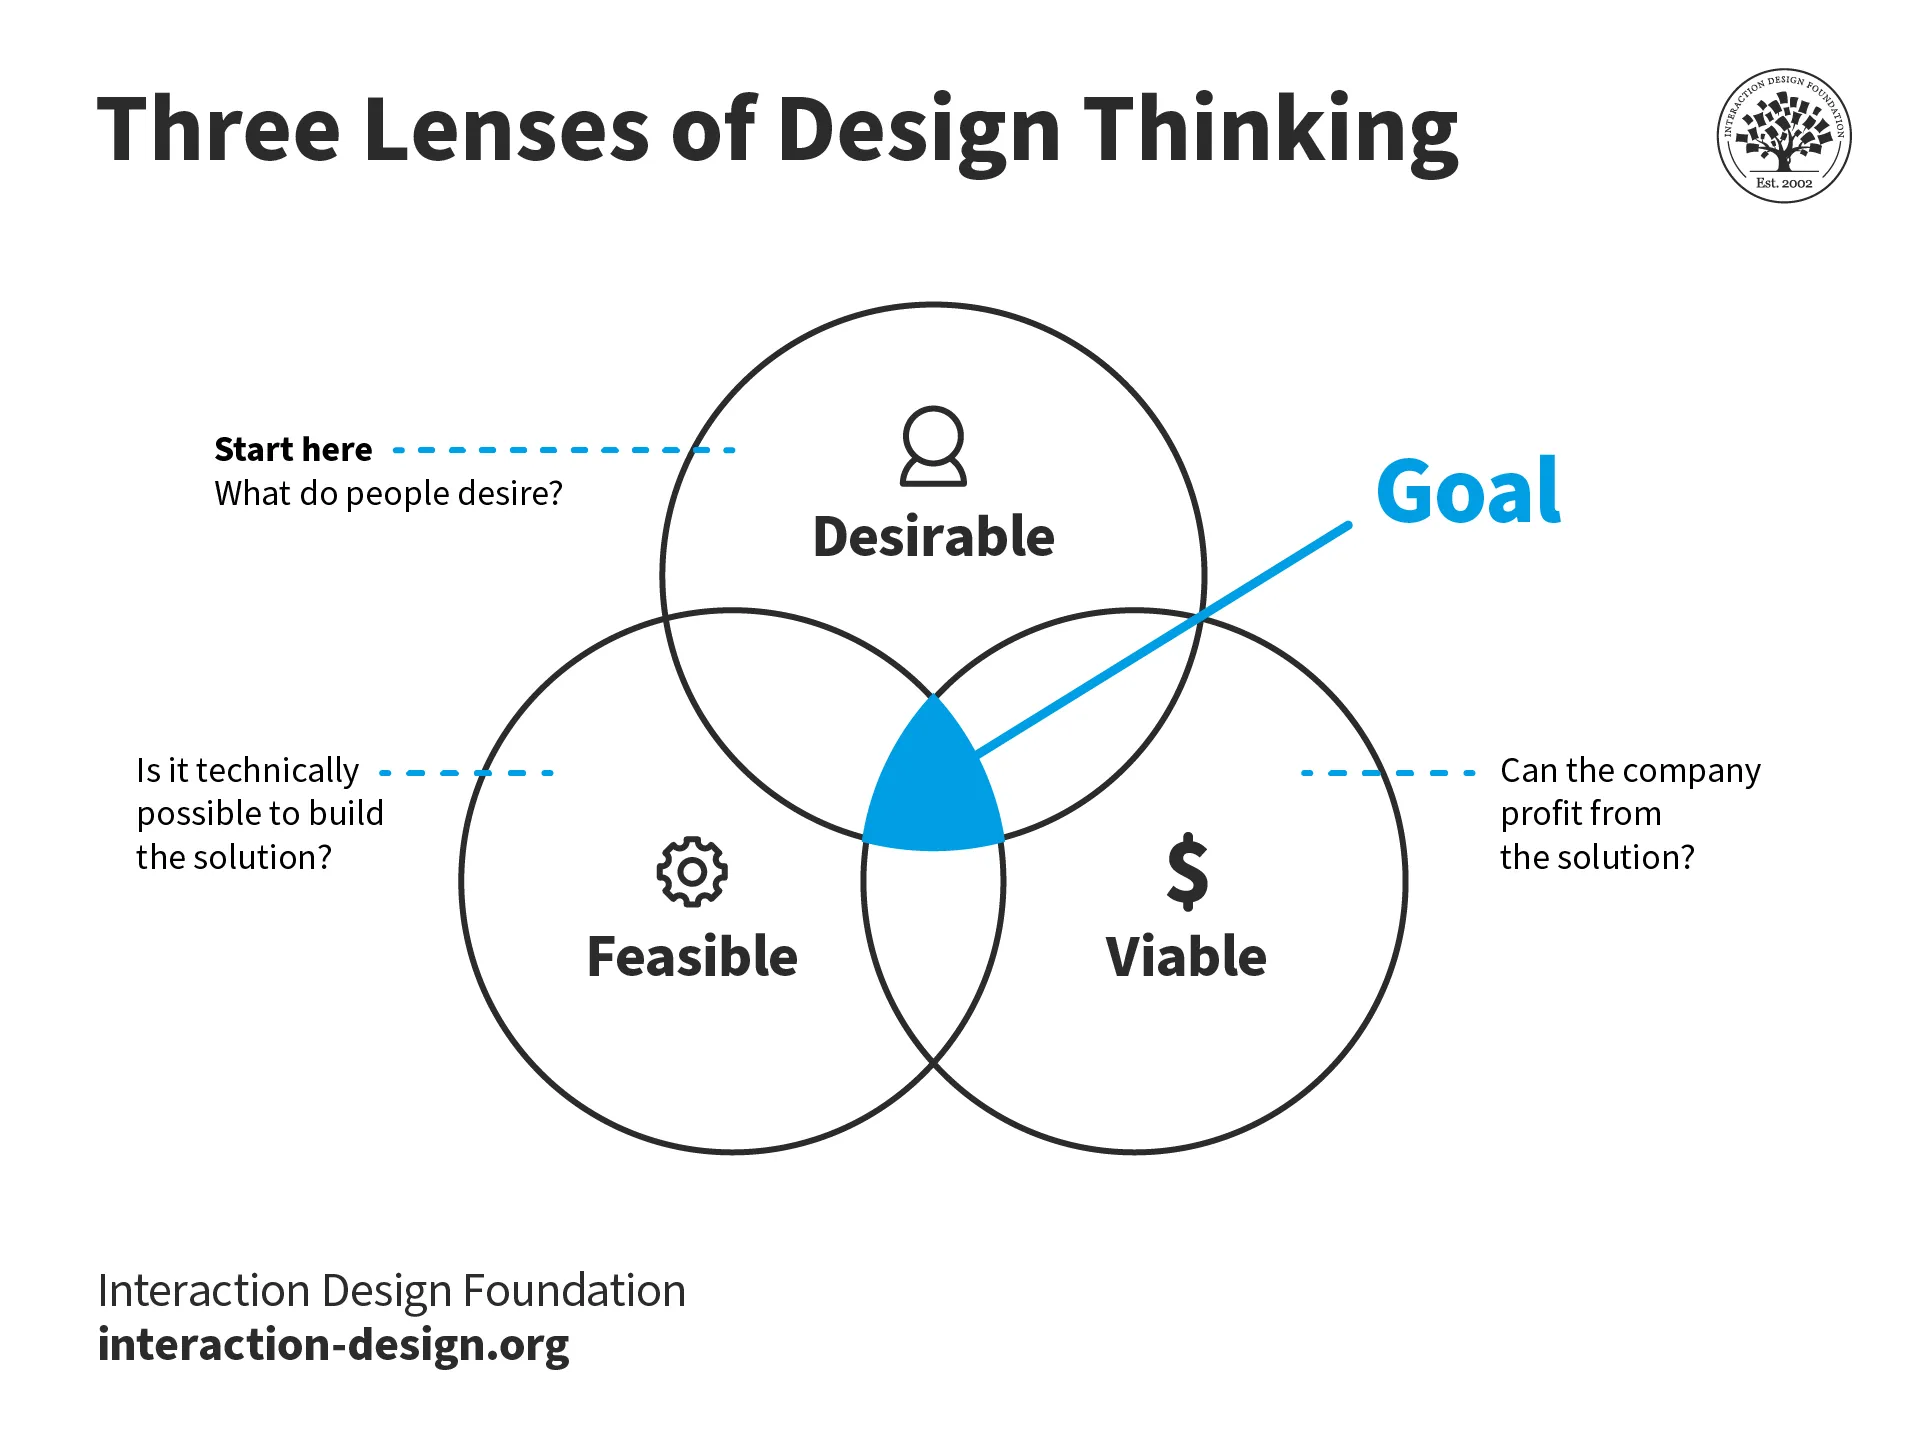 Three Lenses of Design Thinking
INTERACTION DESIGN FOUNDATION
Est. 2002
Start here
What do people desire?
Desirable
Goal
Is it technically
possible to build
the solution?
Can the company
profit from
the solution?
$
Feasible
Viable
Interaction Design Foundation
interaction-design.org